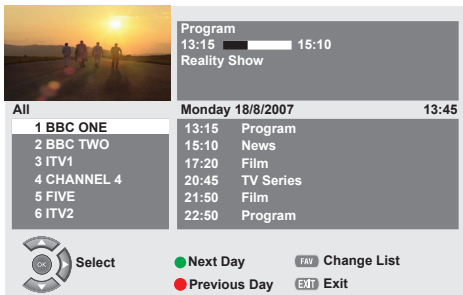 Program
13:15 15:10
Reality Show
All
Monday 18/8/2007 13:45
1 BBC ONE
2 BBC TWO
3 ITV1
4 CHANNEL 4
5 FIVE
6 ITV2
13:15 Program
15:10 News
17:20 Film
20:45 TV Series
21:50 Film
22:50 Program
OK
Select
Next Day
FAV Change List
Previous Day
EXIT Exit